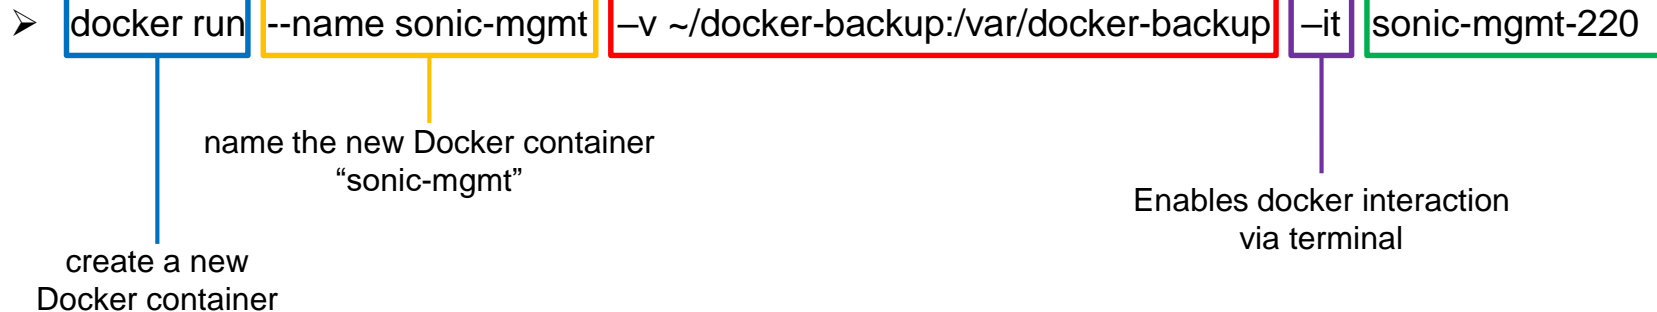 ➢ docker run --name sonic-mgmt –v ~/docker-backup:/var/docker-backup –it sonic-mgmt-220
name the new Docker container
“sonic-mgmt”
Enables docker interaction
via terminal
create a new
Docker container